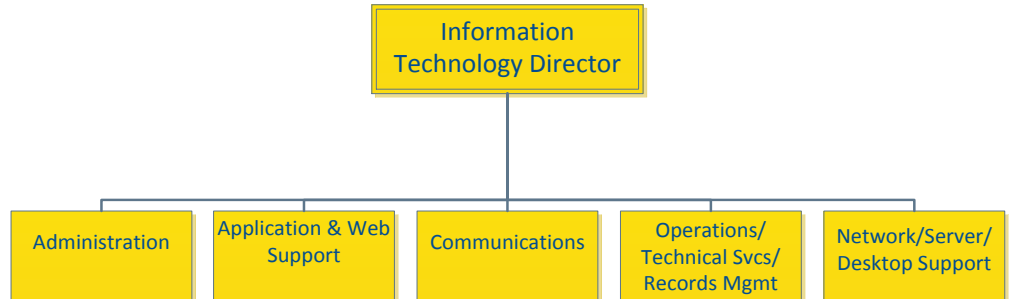 Information
Technology Director
Administration
Application & Web
Support
Communications
Operations/
Technical Svcs/
Records Mgmt
Network/Server/
Desktop Support